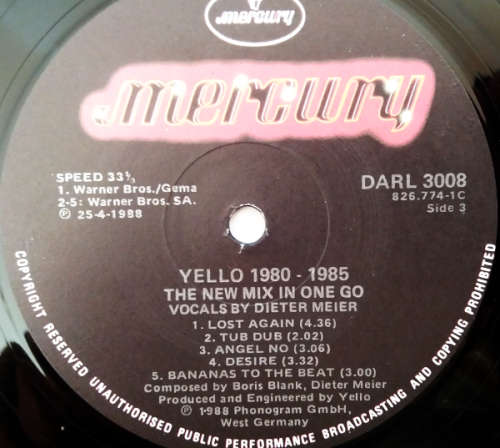 mercury
mercury
SPEED 33⅓
1. Warner Bros./Gema
2-5: Warner Bros. SA.
℗ 25-4-1988
DARL 3008
826.774-1C
Side 3
YELLO 1980 - 1985
THE NEW MIX IN ONE GO
VOCALS BY DIETER MEIER
1. LOST AGAIN (4.36)
2. TUB DUB (2.02)
3. ANGEL NO (3.06)
4. DESIRE (3.32)
5. BANANAS TO THE BEAT (3.00)
Composed by Boris Blank, Dieter Meier
Produced and Engineered by Yello
℗ 1988 Phonogram GmbH,
West Germany
COPYRIGHT RESERVED UNAUTHORISED PUBLIC PERFORMANCE BROADCASTING AND COPYING PROHIBITED